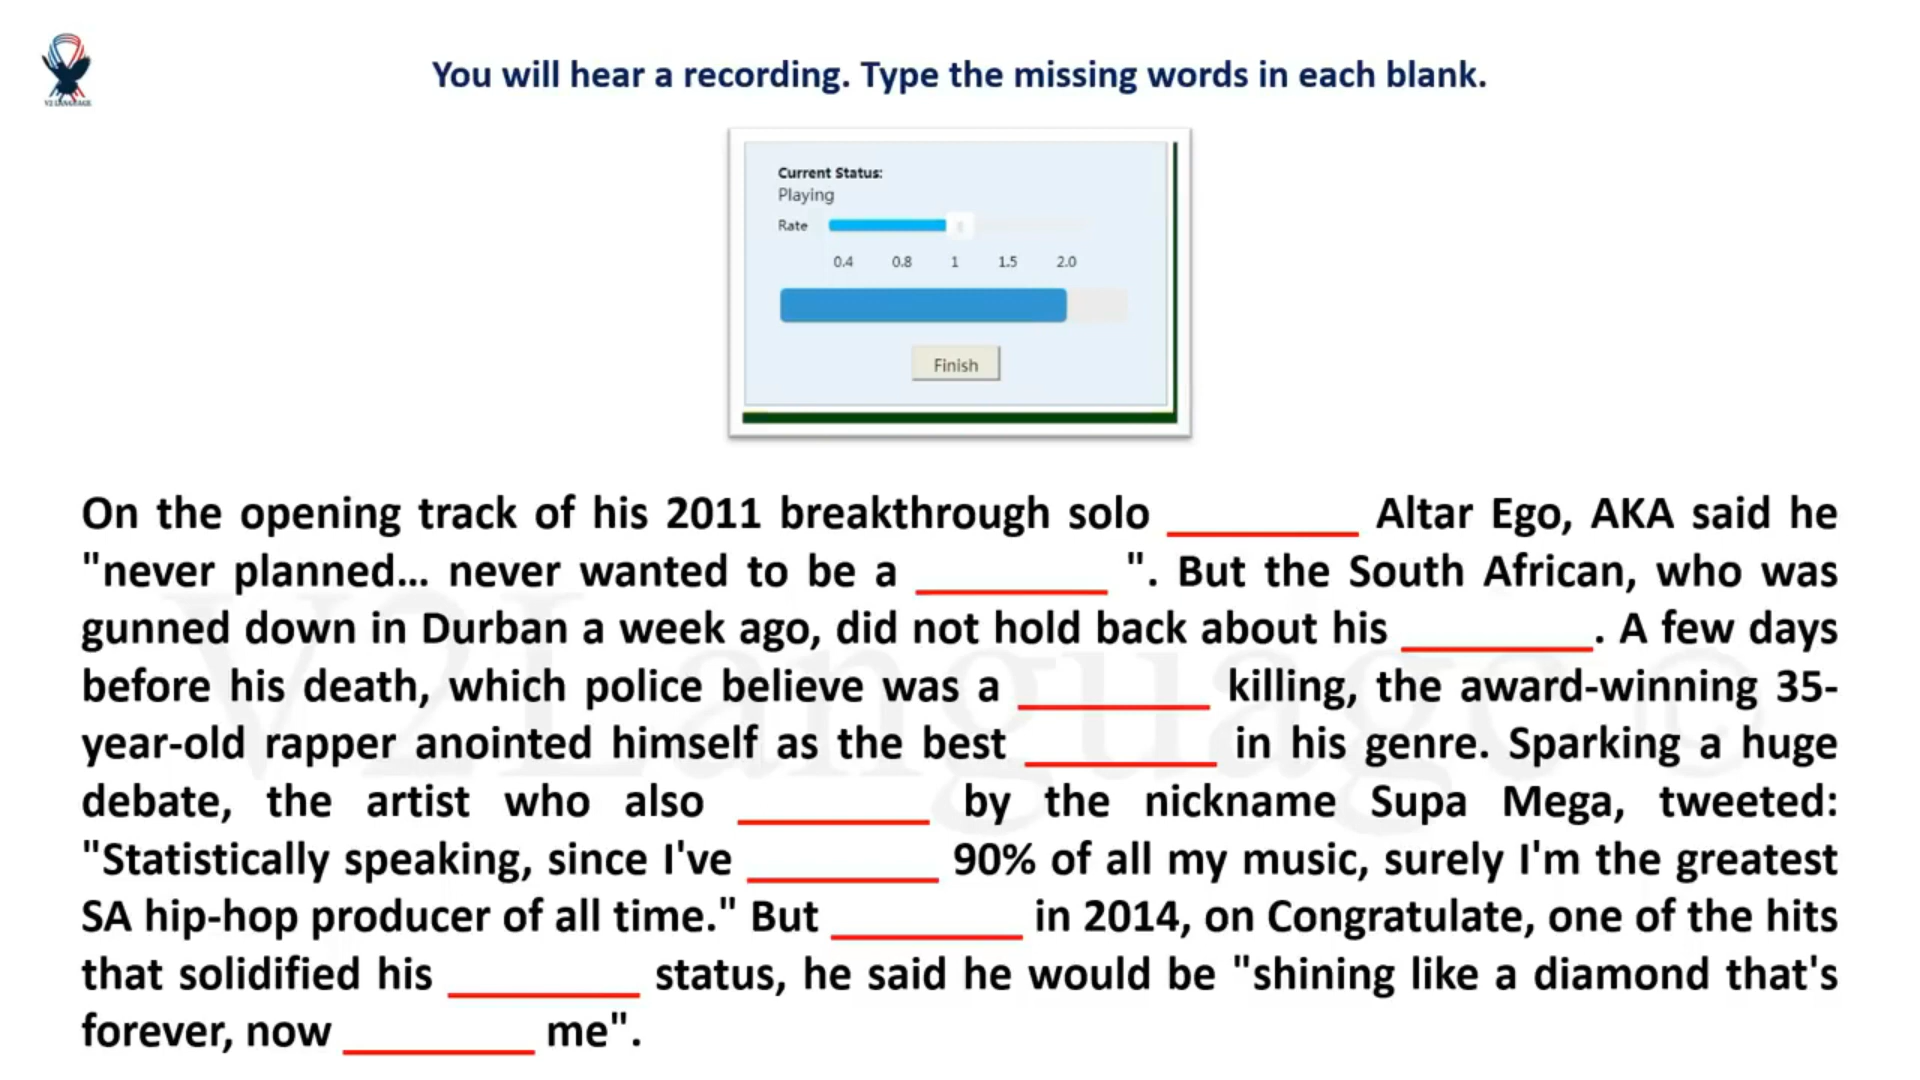 V2 LANGUAGE
You will hear a recording. Type the missing words in each blank.
Current Status:
Playing
Rate
0.4 0.8 1 1.5 2.0
Finish
On the opening track of his 2011 breakthrough solo ________ Altar Ego, AKA said he
"never planned... never wanted to be a ________ ". But the South African, who was
gunned down in Durban a week ago, did not hold back about his ________. A few days
before his death, which police believe was a ________ killing, the award-winning 35-
year-old rapper anointed himself as the best ________ in his genre. Sparking a huge
debate, the artist who also ________ by the nickname Supa Mega, tweeted:
"Statistically speaking, since I've ________ 90% of all my music, surely I'm the greatest
SA hip-hop producer of all time." But ________ in 2014, on Congratulate, one of the hits
that solidified his ________ status, he said he would be "shining like a diamond that's
forever, now ________ me".
V2Language ©